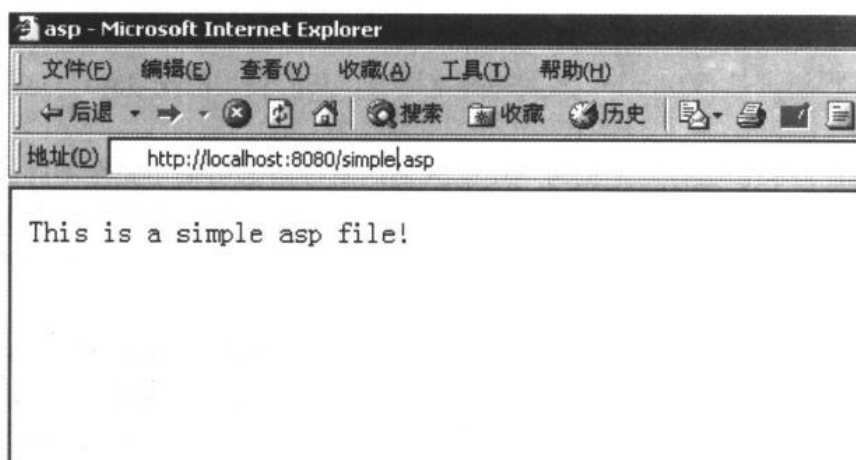 asp - Microsoft Internet Explorer
文件(F) 编辑(E) 查看(V) 收藏(A) 工具(T) 帮助(H)
后退 搜索 收藏 历史
地址(D) http://localhost:8080/simple.asp
This is a simple asp file!